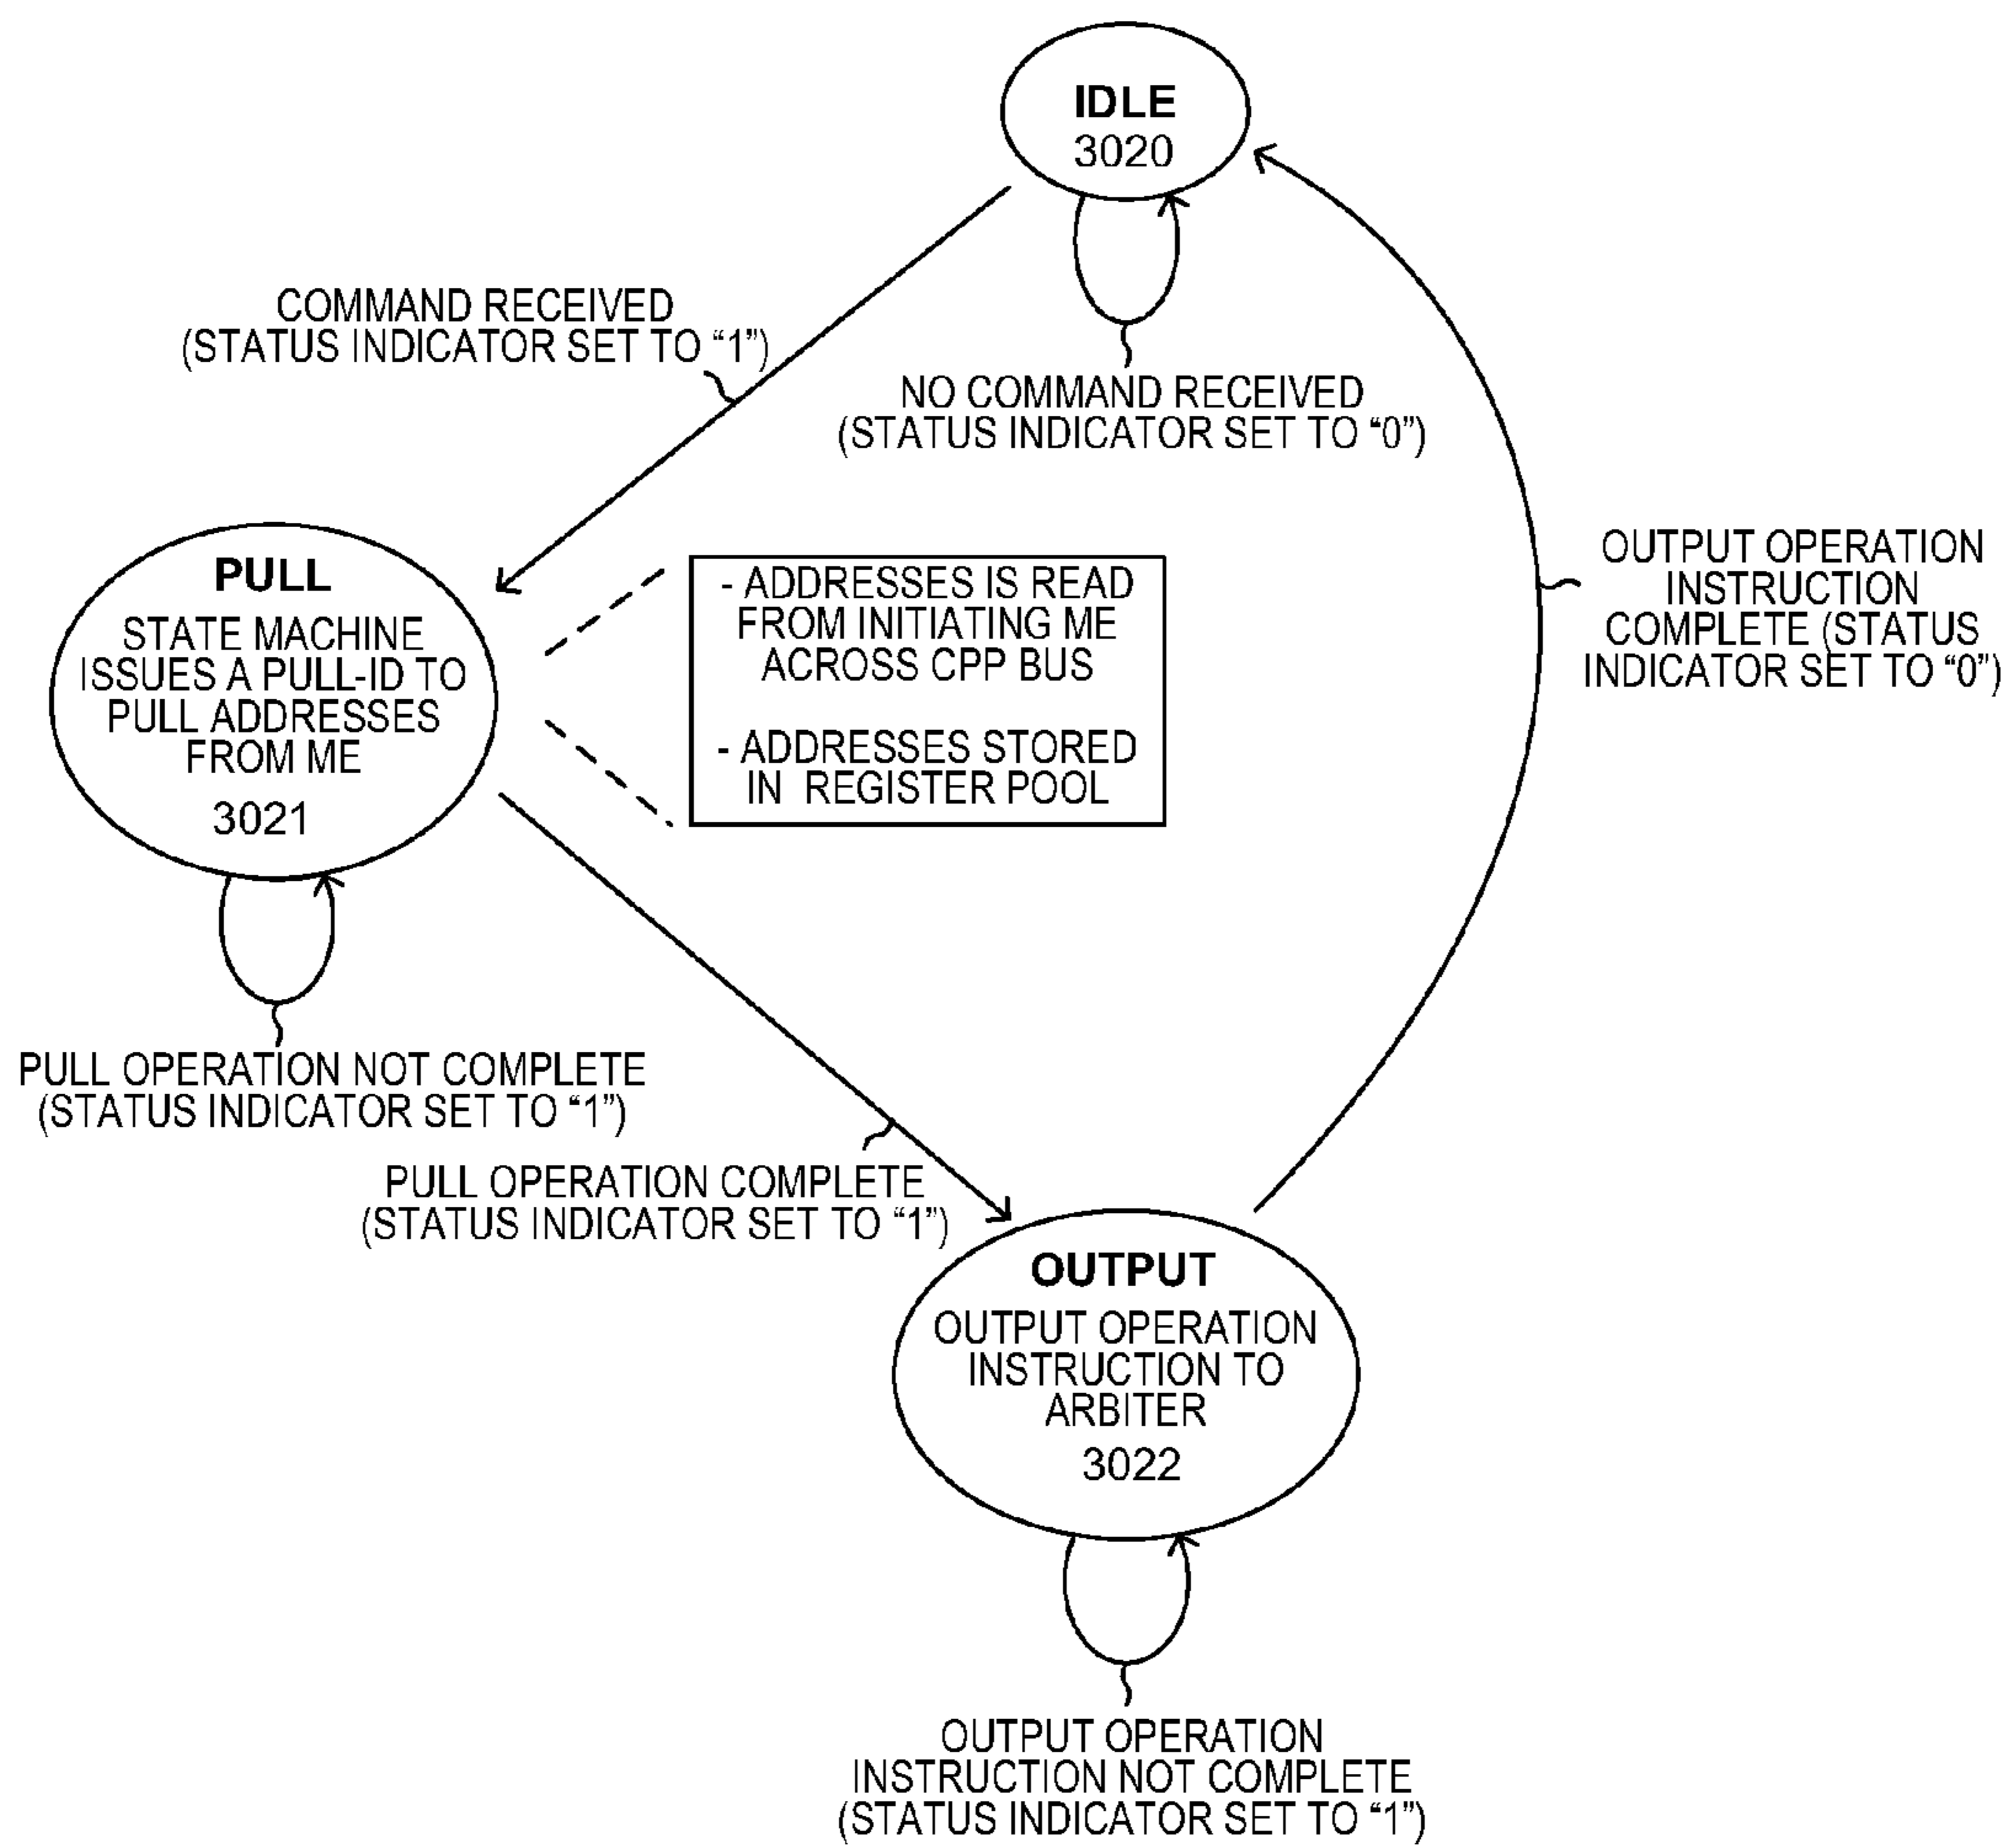 IDLE
3020
COMMAND RECEIVED
(STATUS INDICATOR SET TO “1”)
NO COMMAND RECEIVED
(STATUS INDICATOR SET TO “0”)
PULL
STATE MACHINE
ISSUES A PULL-ID TO
PULL ADDRESSES
FROM ME
3021
- ADDRESSES IS READ
FROM INITIATING ME
ACROSS CPP BUS
- ADDRESSES STORED
IN REGISTER POOL
OUTPUT OPERATION
INSTRUCTION
COMPLETE (STATUS
INDICATOR SET TO “0”)
PULL OPERATION NOT COMPLETE
(STATUS INDICATOR SET TO “1”)
PULL OPERATION COMPLETE
(STATUS INDICATOR SET TO “1”)
OUTPUT
OUTPUT OPERATION
INSTRUCTION TO
ARBITER
3022
OUTPUT OPERATION
INSTRUCTION NOT COMPLETE
(STATUS INDICATOR SET TO “1”)